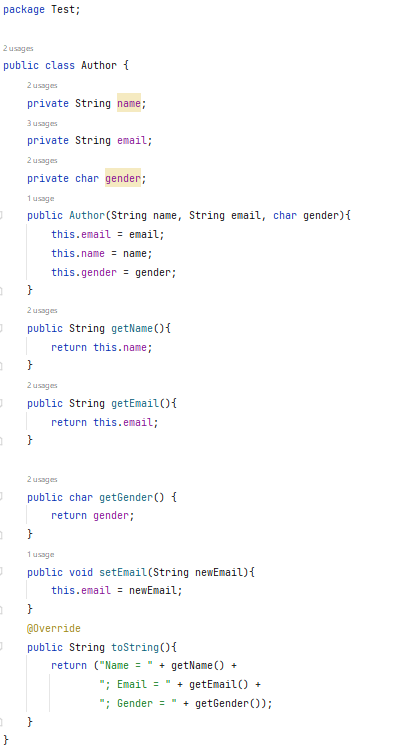 package Test;
2 usages
public class Author {
2 usages
private String name;
3 usages
private String email;
2 usages
private char gender;
1 usage
public Author(String name, String email, char gender){
this.email = email;
this.name = name;
this.gender = gender;
}
2 usages
public String getName(){
return this.name;
}
2 usages
public String getEmail(){
return this.email;
}
2 usages
public char getGender() {
return gender;
}
1 usage
public void setEmail(String newEmail){
this.email = newEmail;
}
@Override
public String toString(){
return ("Name = " + getName() +
"; Email = " + getEmail() +
"; Gender = " + getGender());
}
}